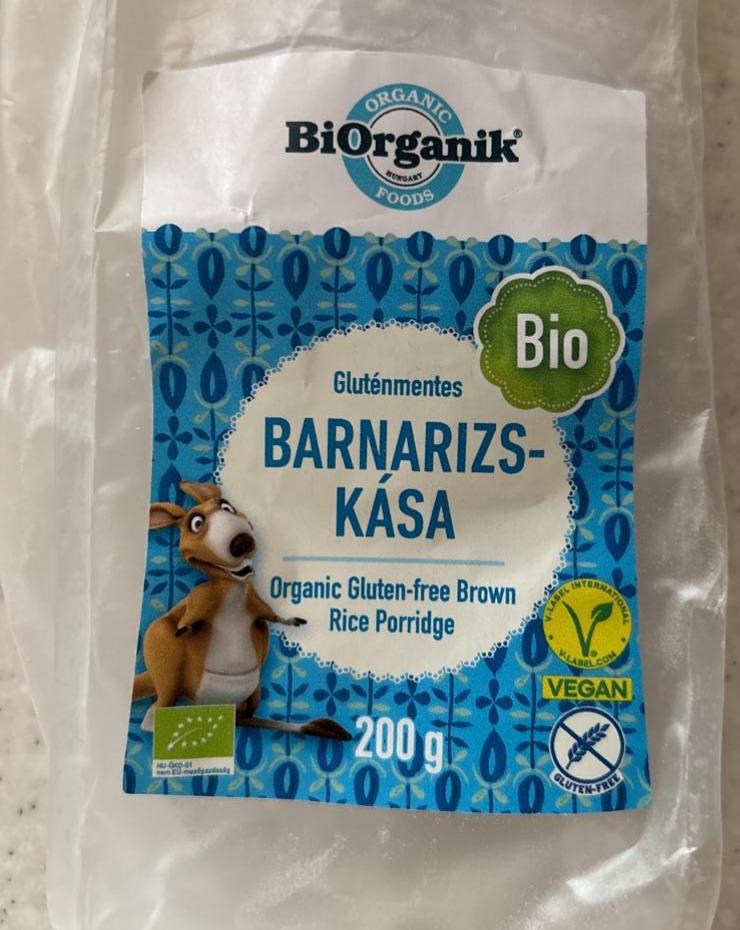 ORGANIC
BiOrganik®
HUNGARY
FOODS
Bio
Gluténmentes
BARNARIZS-
KÁSA
Organic Gluten-free Brown
Rice Porridge
V-LABEL INTERNATIONAL
V-LABEL.COM
VEGAN
200 g
HU-ÖKO-01
nem EU-mezőgazdaság
GLUTEN-FREE